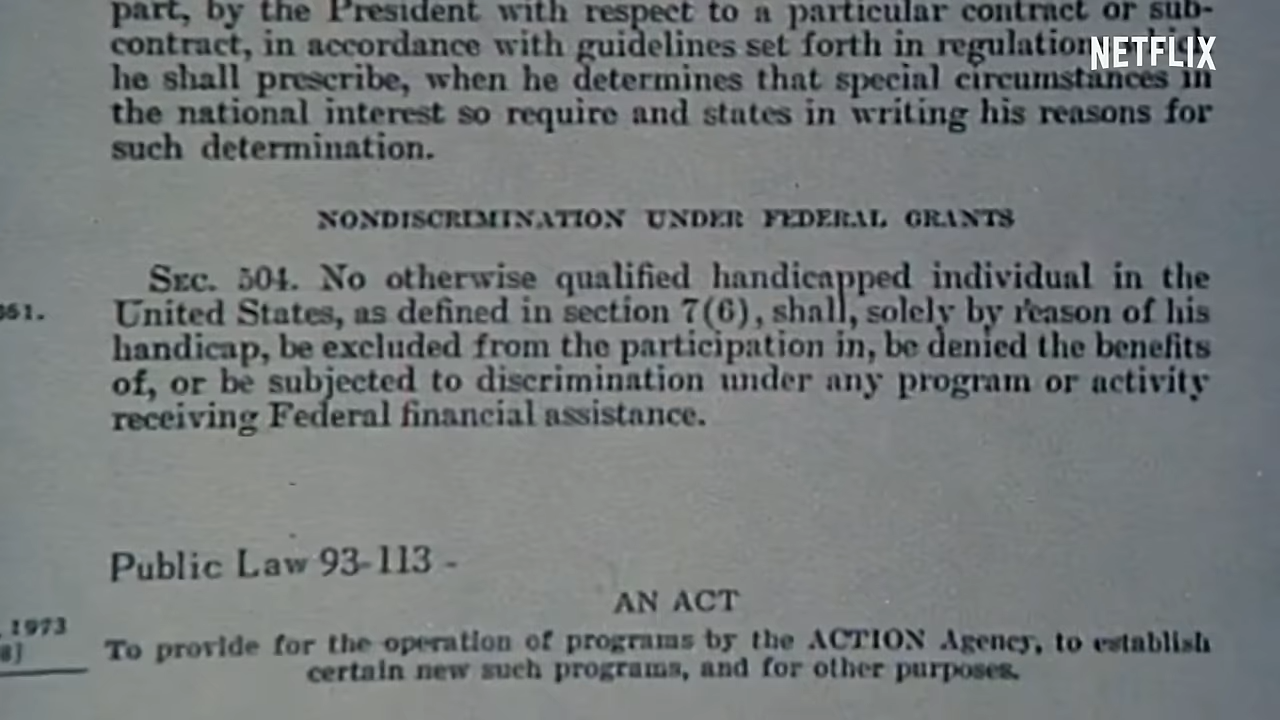 part, by the President with respect to a particular contract or sub-
contract, in accordance with guidelines set forth in regulation
NETFLIX
he shall prescribe, when he determines that special circumstances in
the national interest so require and states in writing his reasons for
such determination.
NONDISCRIMINATION UNDER FEDERAL GRANTS
SEC. 504. No otherwise qualified handicapped individual in the
United States, as defined in section 7(6), shall, solely by reason of his
handicap, be excluded from the participation in, be denied the benefits
of, or be subjected to discrimination under any program or activity
receiving Federal financial assistance.
Public Law 93-113 -
AN ACT
1973
To provide for the operation of programs by the ACTION Agency, to establish
certain new such programs, and for other purposes.